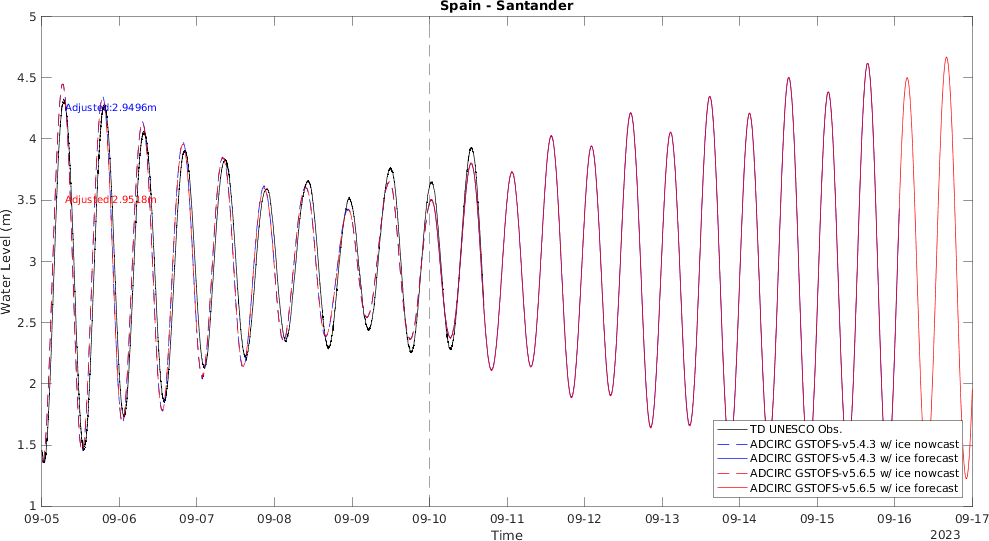 Spain - Santander
Water Level (m)
5
4.5
4
3.5
3
2.5
2
1.5
1
Adjusted:2.9496m
Adjusted:2.9518m
TD UNESCO Obs.
ADCIRC GSTOFS-v5.4.3 w/ ice nowcast
ADCIRC GSTOFS-v5.4.3 w/ ice forecast
ADCIRC GSTOFS-v5.6.5 w/ ice nowcast
ADCIRC GSTOFS-v5.6.5 w/ ice forecast
09-05 09-06 09-07 09-08 09-09 09-10 09-11 09-12 09-13 09-14 09-15 09-16 09-17
Time
2023